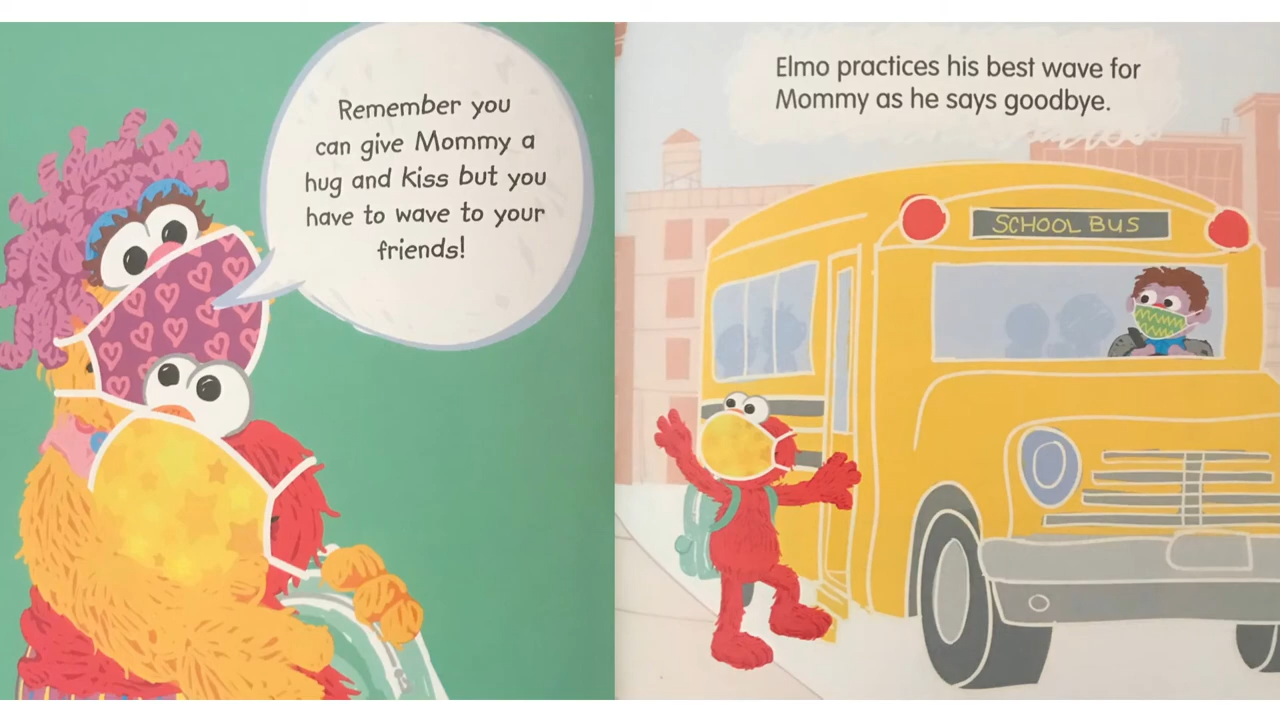 Remember you
can give Mommy a
hug and kiss but you
have to wave to your
friends!
Elmo practices his best wave for
Mommy as he says goodbye.
SCHOOL BUS